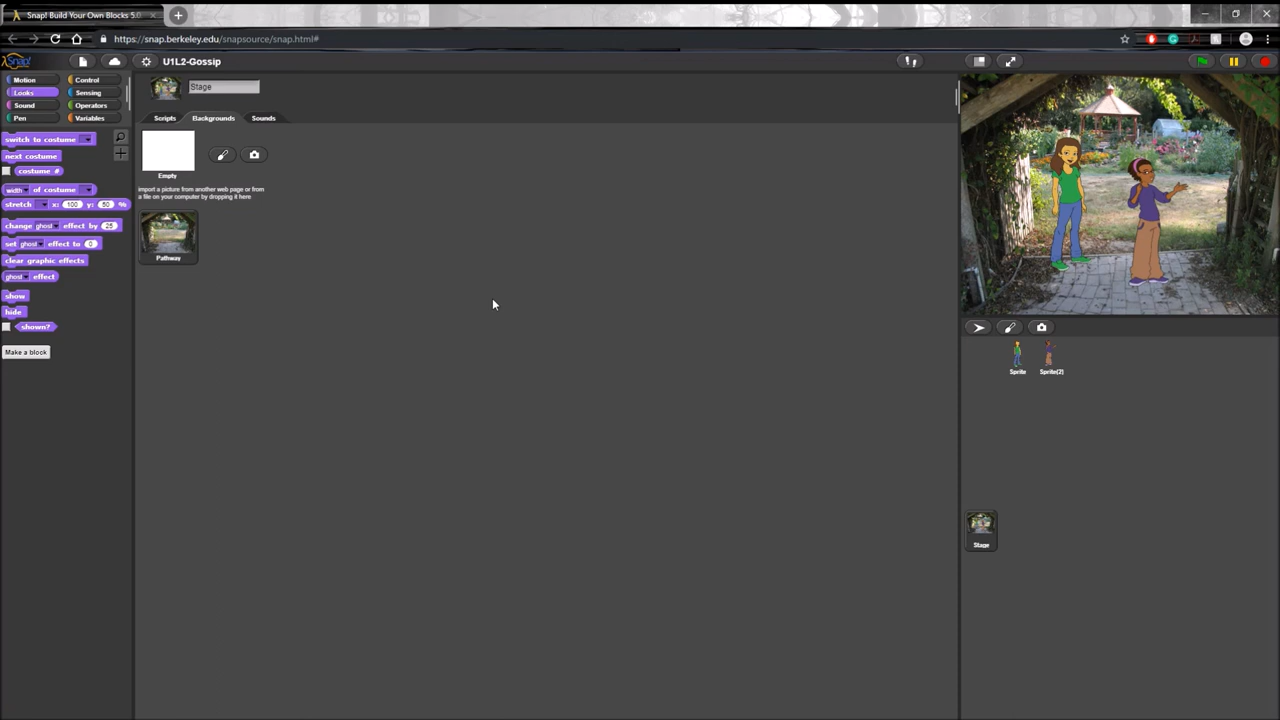 Snap! Build Your Own Blocks 5.0
https://snap.berkeley.edu/snapsource/snap.html#
Snap!
U1L2-Gossip
Motion
Control
Looks
Sensing
Sound
Operators
Pen
Variables
Stage
Scripts
Backgrounds
Sounds
switch to costume
next costume
costume #
width of costume
stretch x: 100 y: 50 %
change ghost effect by 25
set ghost effect to 0
clear graphic effects
ghost effect
show
hide
shown?
Make a block
Empty
import a picture from another web page or from
a file on your computer by dropping it here
Pathway
Sprite
Sprite(2)
Stage